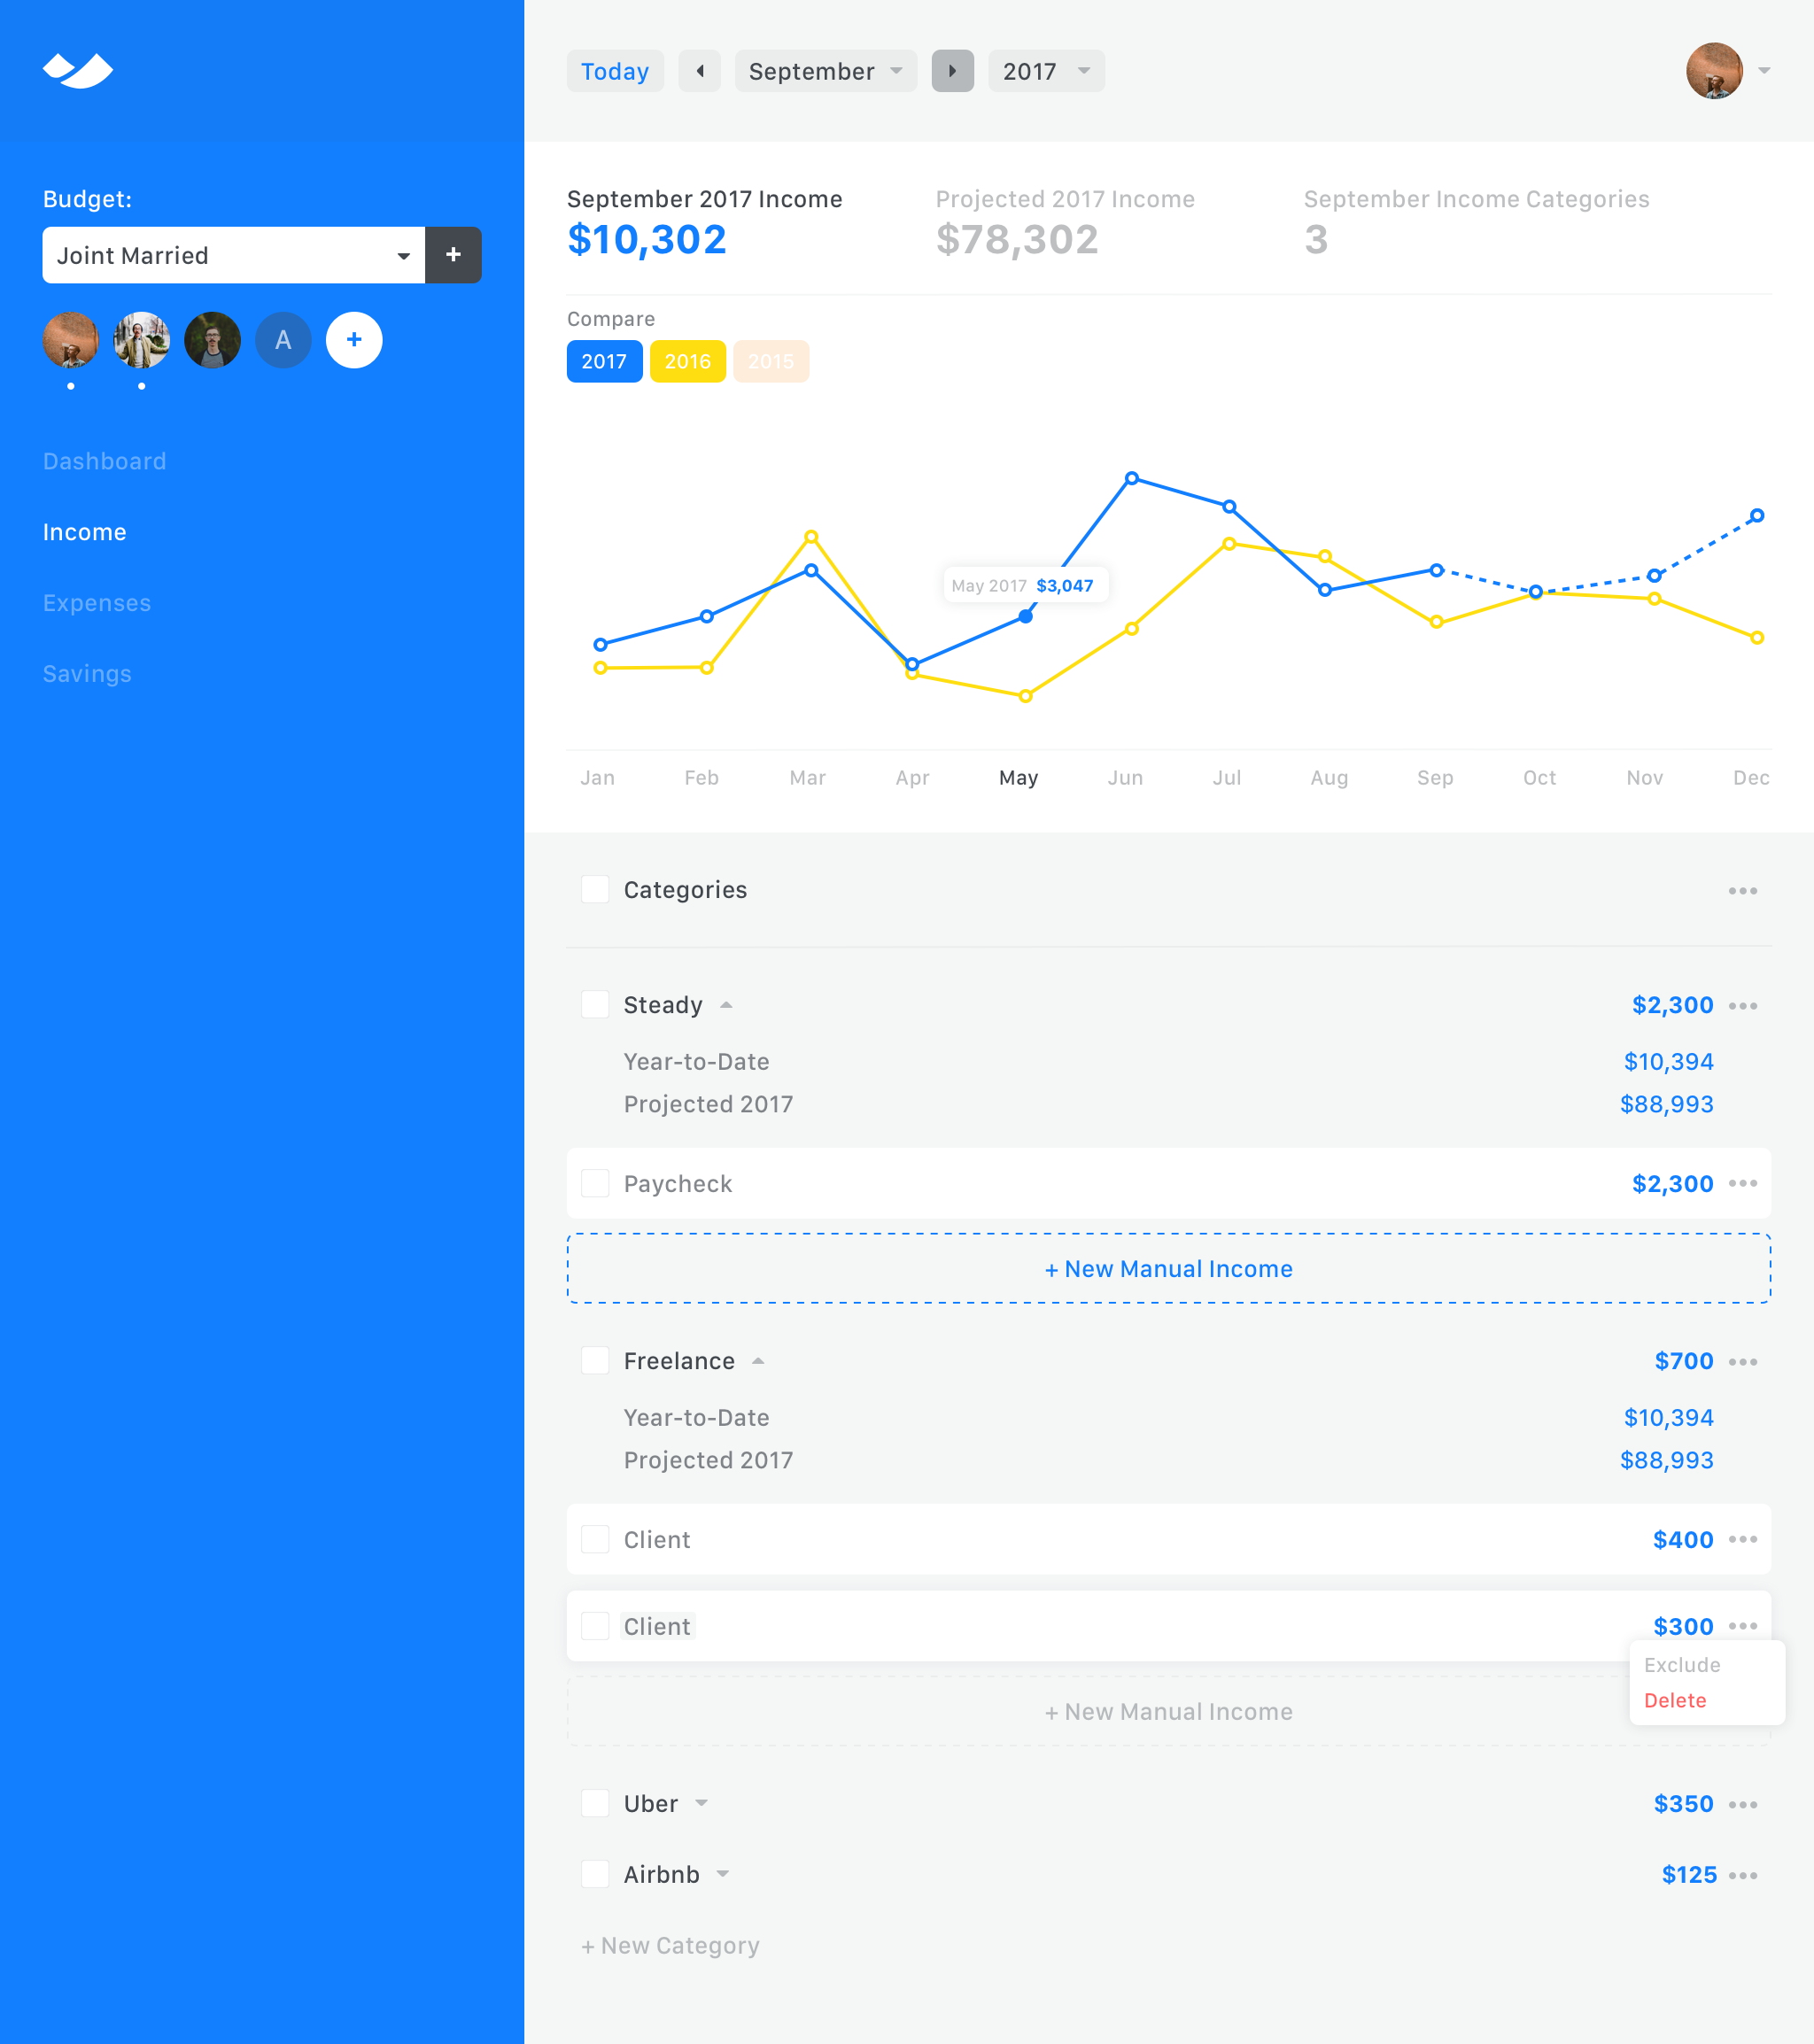 Today September 2017
Budget:
Joint Married +
A +
Dashboard
Income
Expenses
Savings
September 2017 Income
$10,302
Projected 2017 Income
$78,302
September Income Categories
3
Compare
2017 2016 2015
May 2017 $3,047
Jan Feb Mar Apr May Jun Jul Aug Sep Oct Nov Dec
Categories
Steady $2,300
Year-to-Date $10,394
Projected 2017 $88,993
Paycheck $2,300
+ New Manual Income
Freelance $700
Year-to-Date $10,394
Projected 2017 $88,993
Client $400
Client $300
Exclude
Delete
+ New Manual Income
Uber $350
Airbnb $125
+ New Category